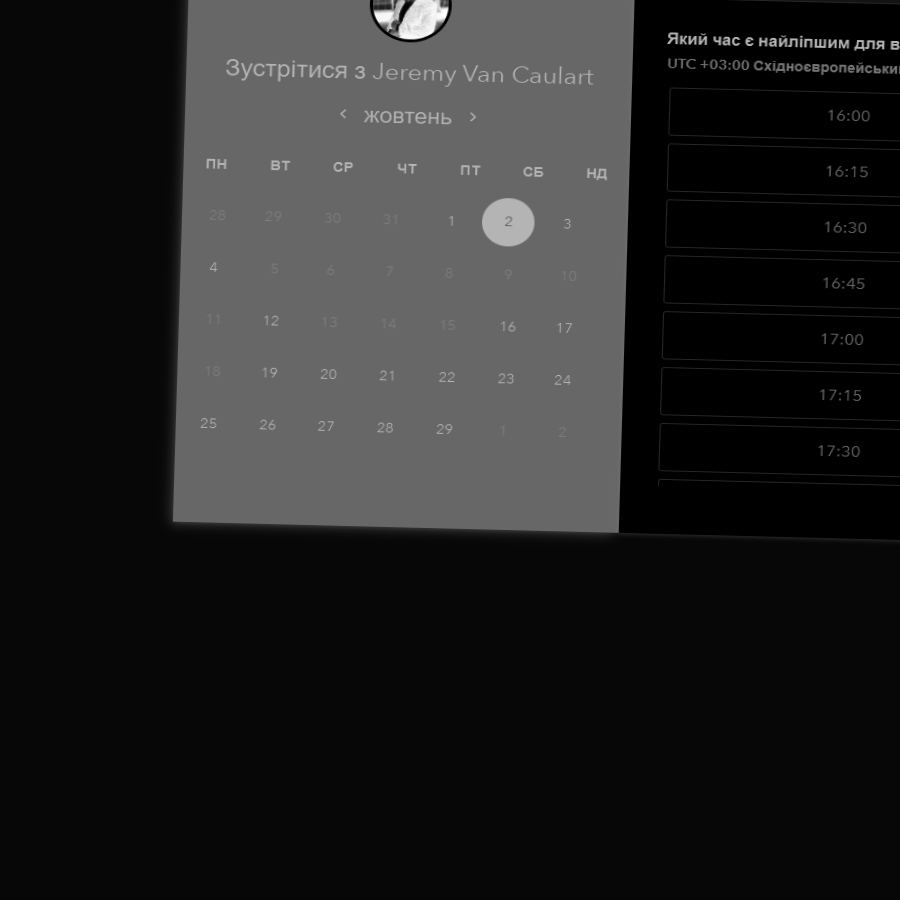 Зустрітися з Jeremy Van Caulart
‹ жовтень ›
ПН ВТ СР ЧТ ПТ СБ НД
28 29 30 31 1 2 3
4 5 6 7 8 9 10
11 12 13 14 15 16 17
18 19 20 21 22 23 24
25 26 27 28 29 1 2
Який час є найліпшим для
UTC +03:00
16:00
16:15
16:30
16:45
17:00
17:15
17:30